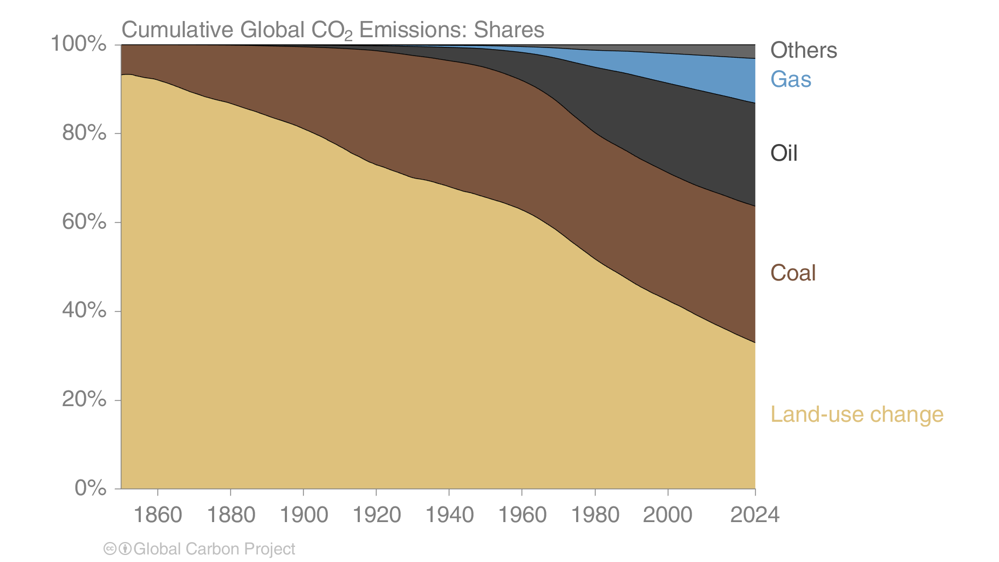 Cumulative Global CO₂ Emissions: Shares
100%
80%
60%
40%
20%
0%
Others
Gas
Oil
Coal
Land-use change
1860 1880 1900 1920 1940 1960 1980 2000 2024
cc Global Carbon Project